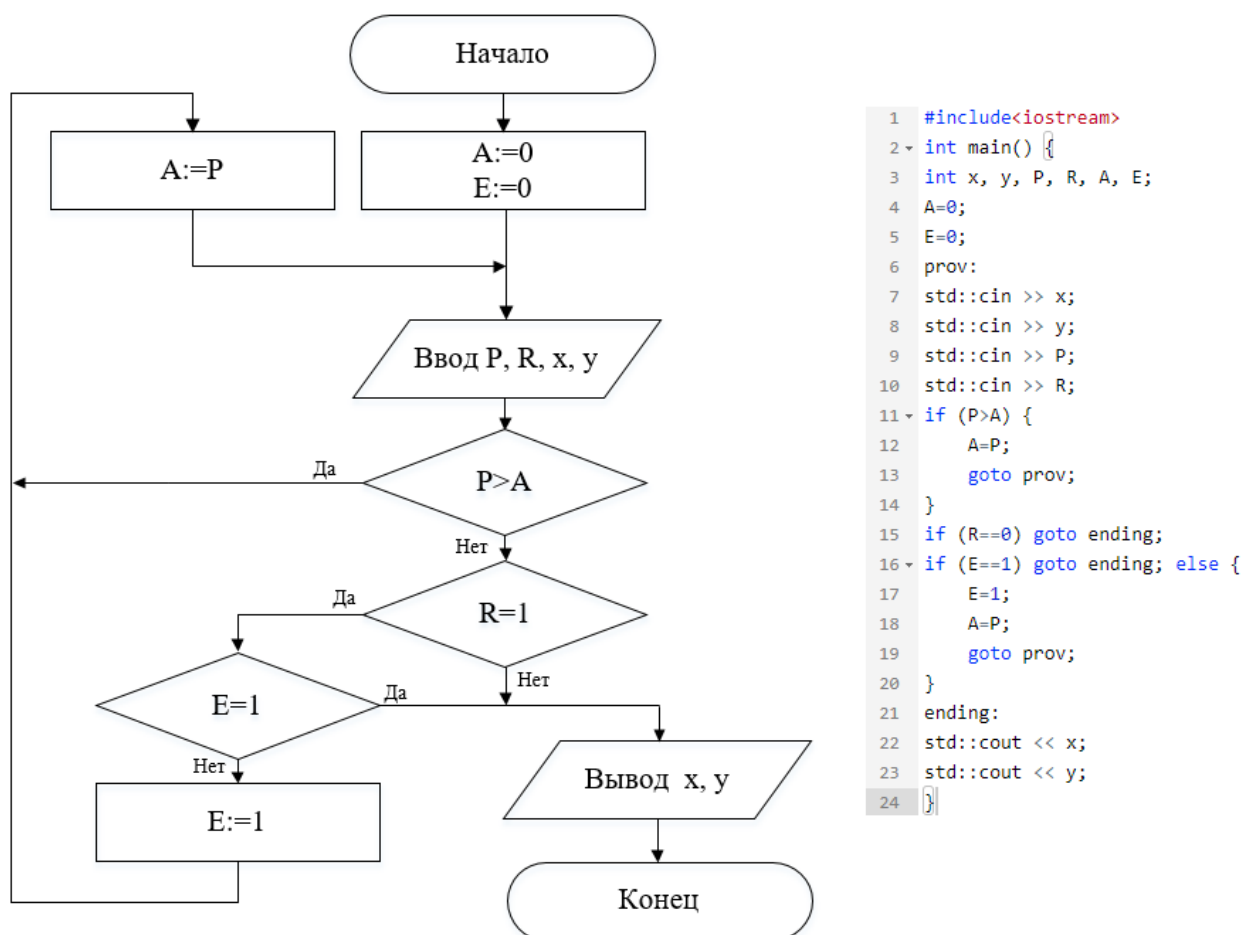 Начало
A:=P
A:=0
E:=0
Ввод P, R, x, y
Да
P>A
Нет
Да
R=1
Нет
E=1
Да
Нет
Вывод x, y
E:=1
Конец
1 #include<iostream>
2 int main() {
3 int x, y, P, R, A, E;
4 A=0;
5 E=0;
6 prov:
7 std::cin >> x;
8 std::cin >> y;
9 std::cin >> P;
10 std::cin >> R;
11 if (P>A) {
12     A=P;
13     goto prov;
14 }
15 if (R==0) goto ending;
16 if (E==1) goto ending; else {
17     E=1;
18     A=P;
19     goto prov;
20 }
21 ending:
22 std::cout << x;
23 std::cout << y;
24 }